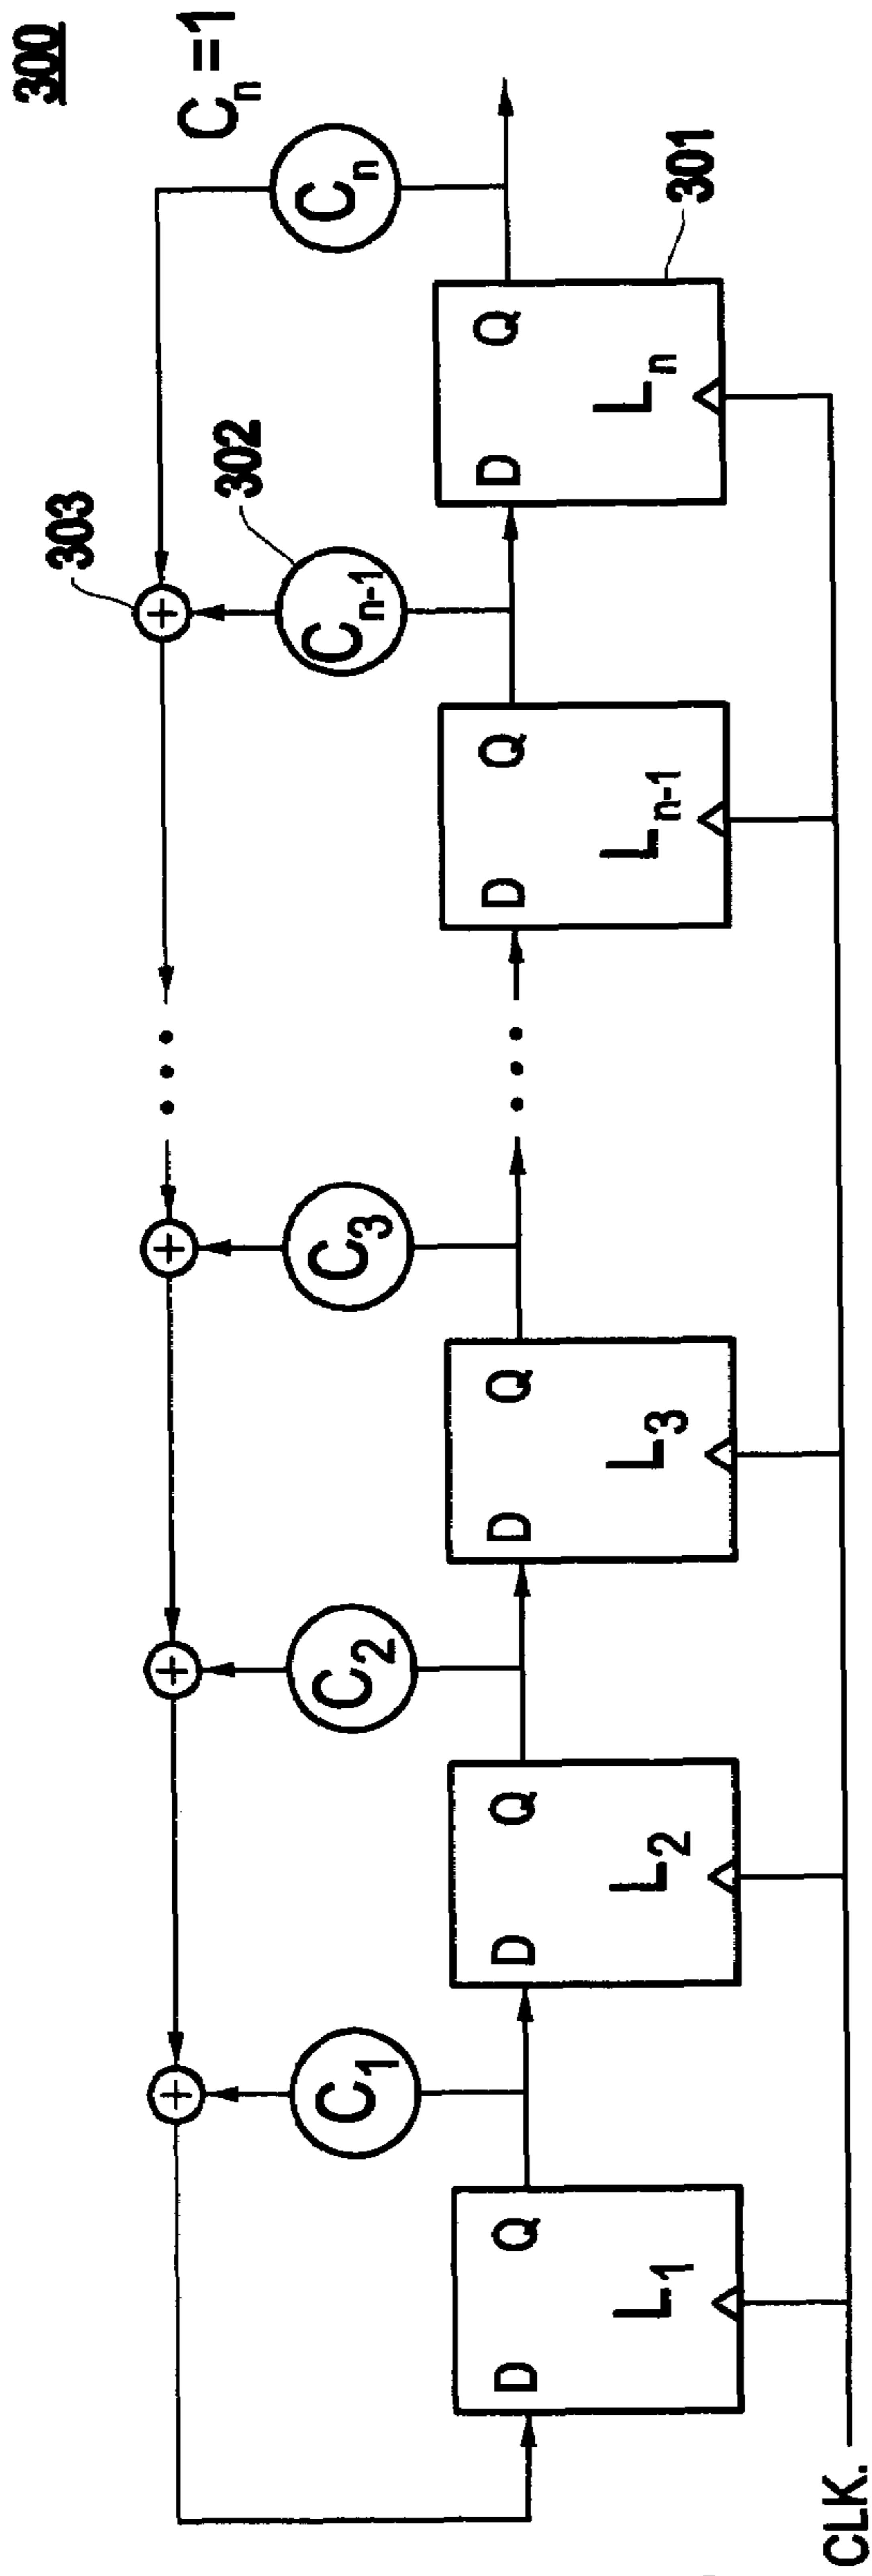 300
C_n = 1
303
302
C_1
C_2
C_3
C_{n-1}
C_n
+
+
+
+
D Q
L_1
D Q
L_2
D Q
L_3
D Q
L_{n-1}
D Q
L_n
301
CLK.